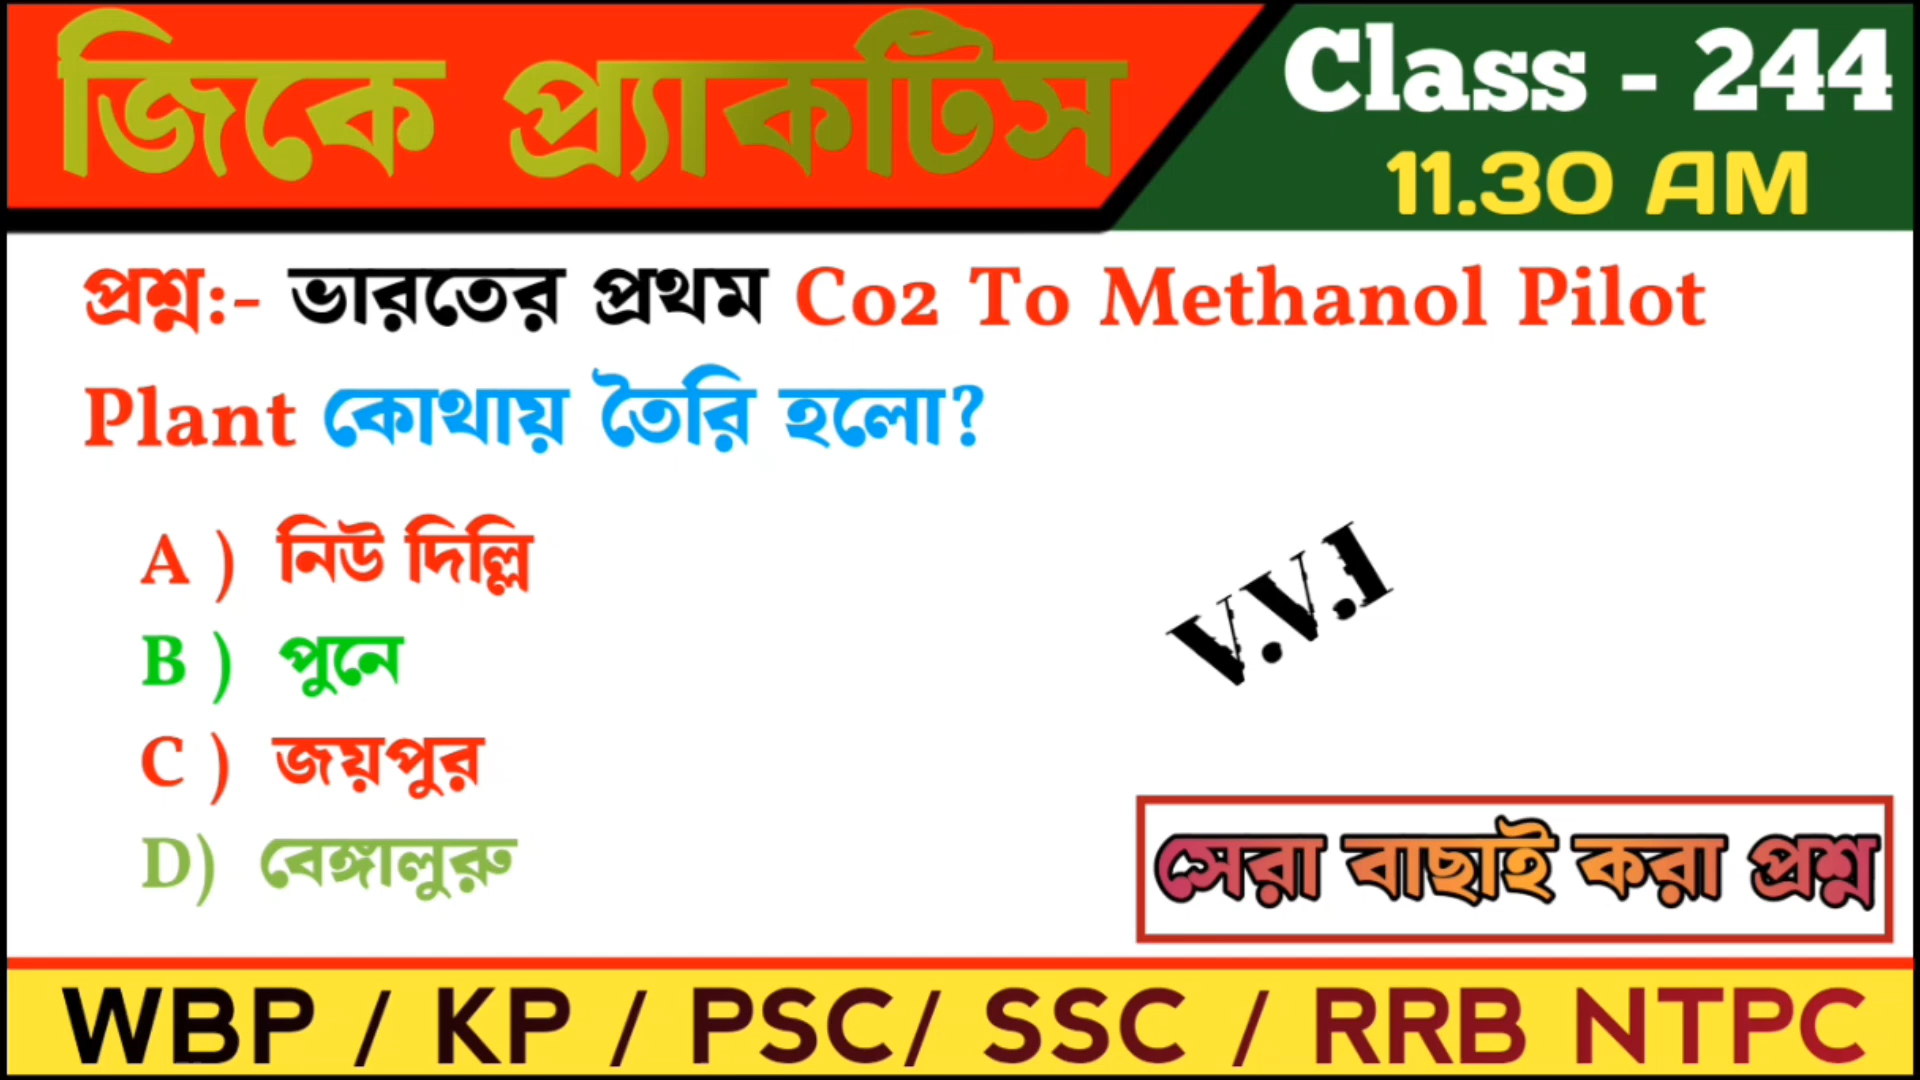 জিকে প্র্যাকটিস
Class - 244
11.30 AM
প্রশ্ন:- ভারতের প্রথম Co2 To Methanol Pilot
Plant কোথায় তৈরি হলো?
A ) নিউ দিল্লি
B ) পুনে
C ) জয়পুর
D) বেঙ্গালুরু
V.V.I
সেরা বাছাই করা প্রশ্ন
WBP / KP / PSC/ SSC / RRB NTPC